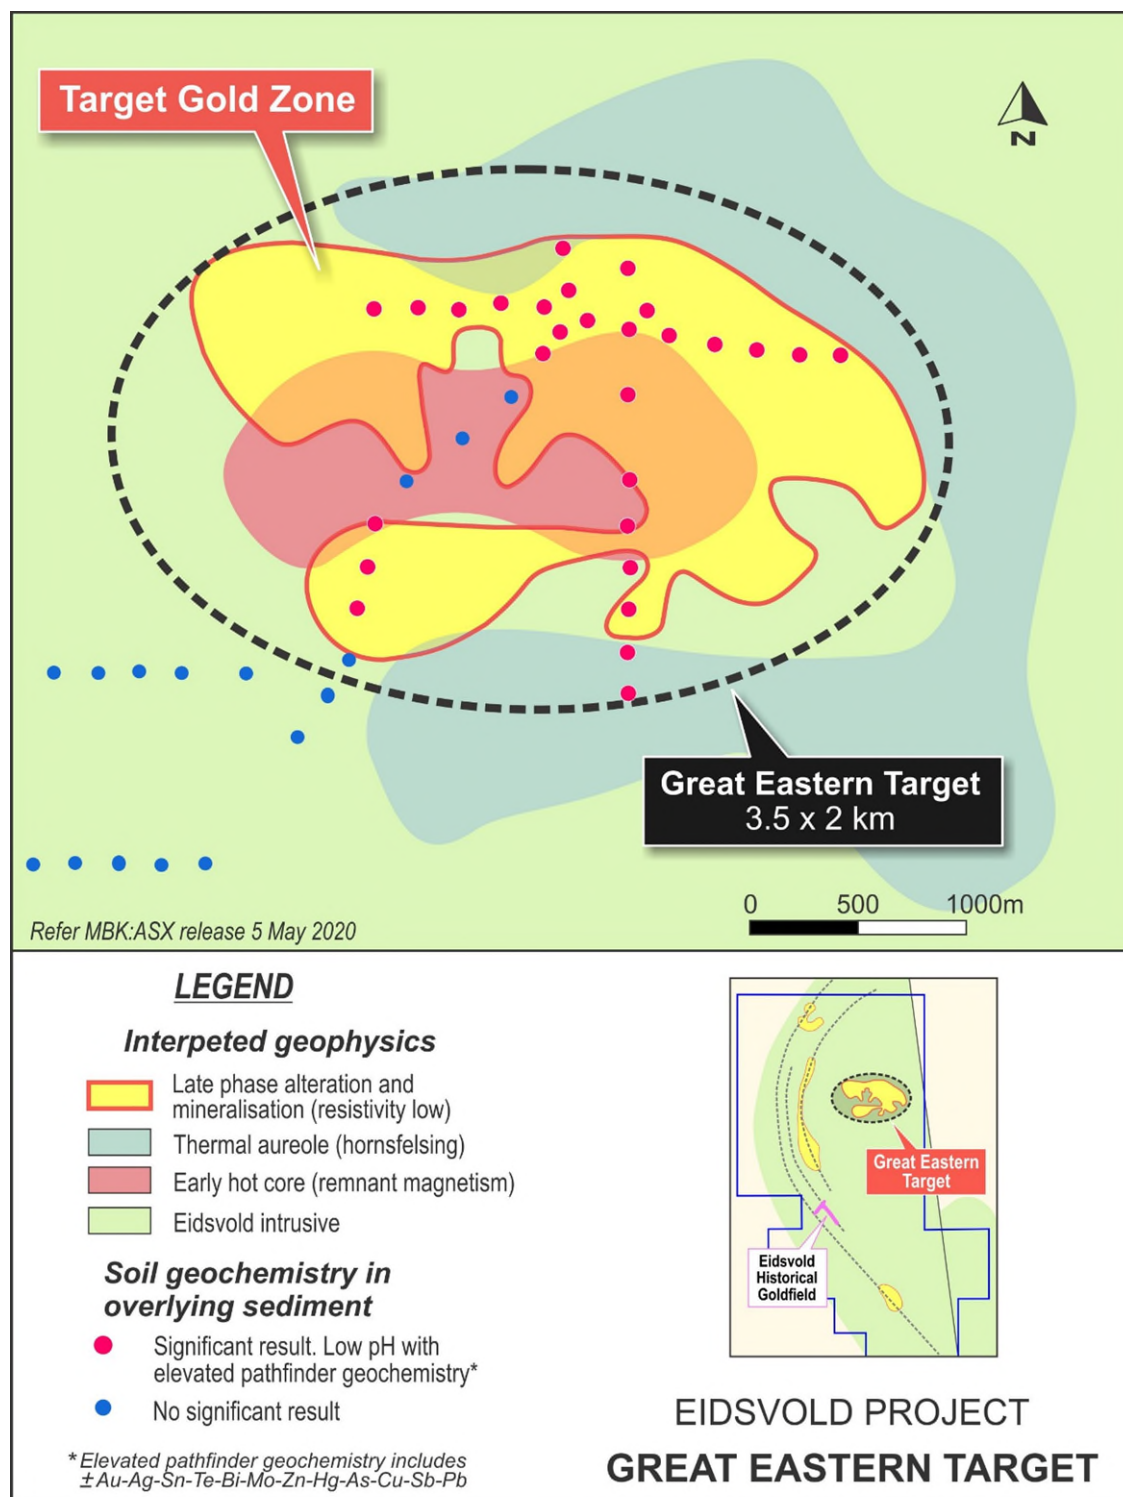 Target Gold Zone
N
Great Eastern Target
3.5 x 2 km
0 500 1000m
Refer MBK:ASX release 5 May 2020
LEGEND
Interpeted geophysics
Late phase alteration and
mineralisation (resistivity low)
Thermal aureole (hornsfelsing)
Early hot core (remnant magnetism)
Eidsvold intrusive
Soil geochemistry in
overlying sediment
Significant result. Low pH with
elevated pathfinder geochemistry*
No significant result
*Elevated pathfinder geochemistry includes
±Au-Ag-Sn-Te-Bi-Mo-Zn-Hg-As-Cu-Sb-Pb
Great Eastern
Target
Eidsvold
Historical
Goldfield
EIDSVOLD PROJECT
GREAT EASTERN TARGET